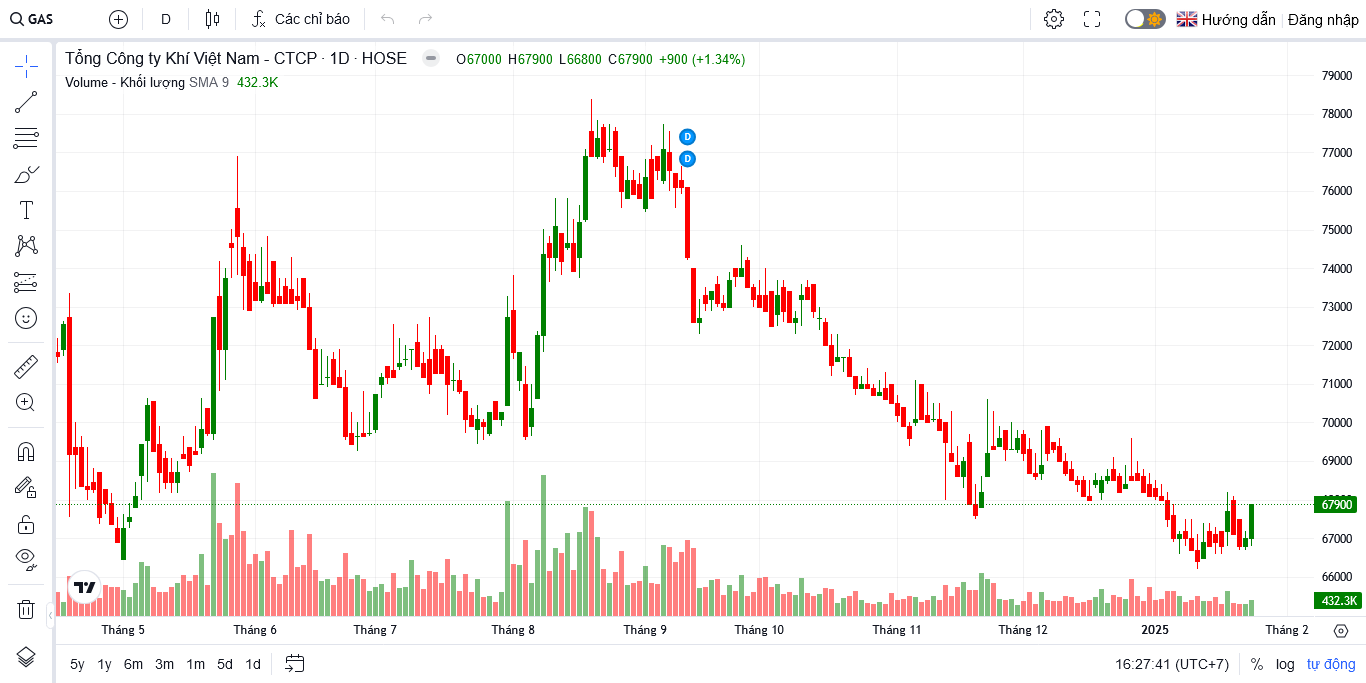 GAS D Các chỉ báo Hướng dẫn Đăng nhập
Tổng Công ty Khí Việt Nam - CTCP · 1D · HOSE O67000 H67900 L66800 C67900 +900 (+1.34%)
Volume - Khối lượng SMA 9 432.3K
D
D
79000
78000
77000
76000
75000
74000
73000
72000
71000
70000
69000
67900
67000
66000
432.3K
Tháng 5 Tháng 6 Tháng 7 Tháng 8 Tháng 9 Tháng 10 Tháng 11 Tháng 12 2025 Tháng 2
5y 1y 6m 3m 1m 5d 1d 16:27:41 (UTC+7) % log tự động